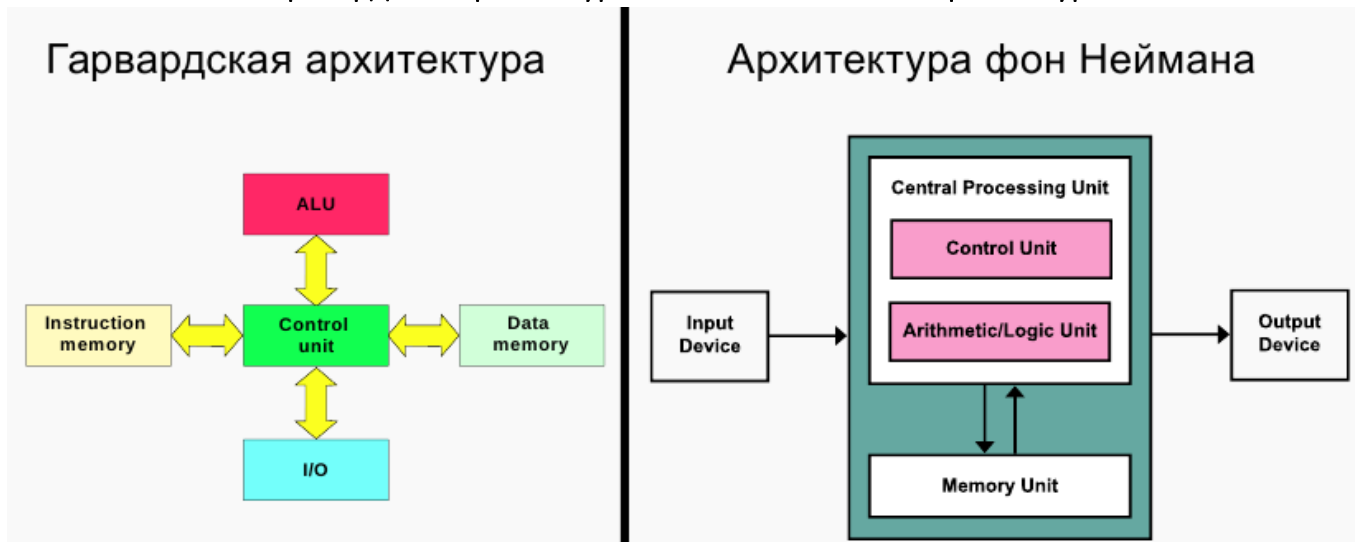 Гарвардская архитектура
ALU
Instruction
memory
Control
unit
Data
memory
I/O
Архитектура фон Неймана
Central Processing Unit
Control Unit
Arithmetic/Logic Unit
Input
Device
Output
Device
Memory Unit